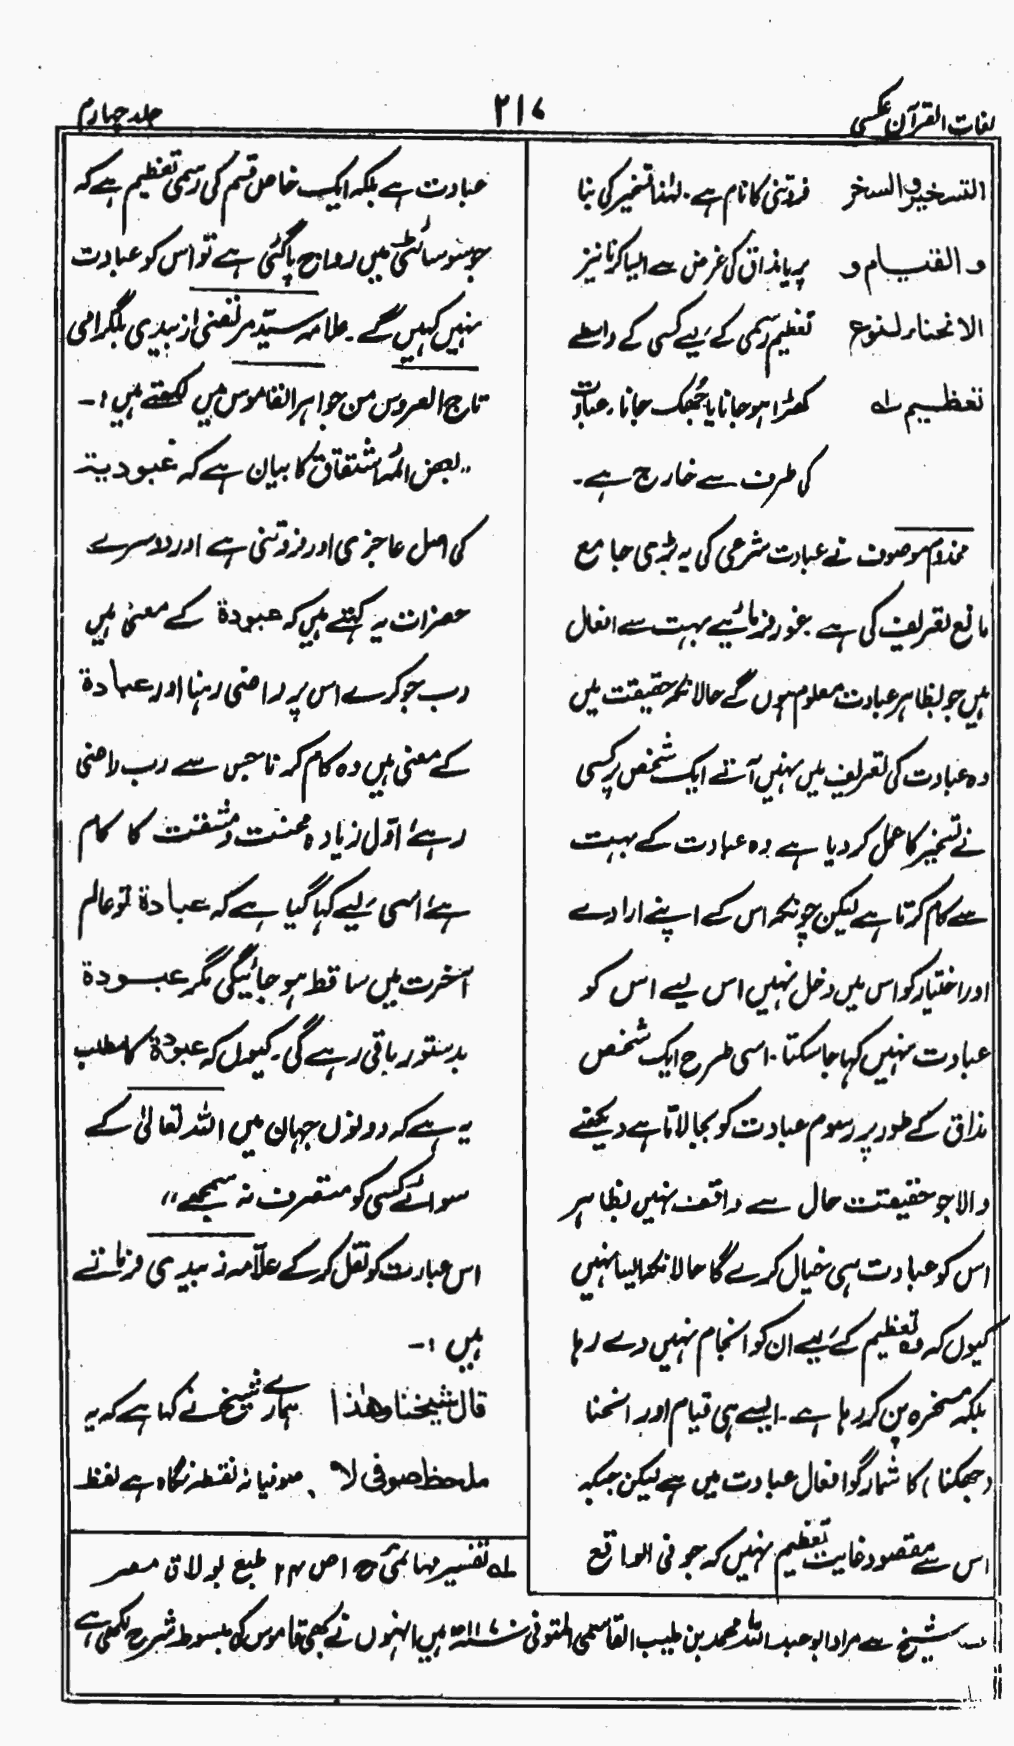 لغات القرآن عکسی
۲۱۷
جلد چہارم
التسخیر والسخر فروتنی کا نام ہے۔ لہٰذا تسخیر کی بنا
و القیام و پر یا مذاق کی غرض سے ایسا کرنا نیز
الانحناء لنوع تعظیم رسمی کے لیے کسی کے واسطے
تعظیم لہ کھڑا ہو جانا یا جھک جانا۔ عبادت
کی طرف سے خارج ہے۔
مخدوم موصوف نے عبادت شرعی کی یہ بڑی جامع
مانع تعریف کی ہے غور فرمائیے بہت سے افعال
ہیں جو بظاہر عبادت معلوم ہوں گے حالانکہ حقیقت میں
وہ عبادت کی تعریف میں نہیں آتے ایک شخص پر کسی
نے تسخیر کا عمل کر دیا ہے وہ عبادت کے بہت
سے کام کرتا ہے لیکن چونکہ اس کے اپنے ارادے
اور اختیار کو اس میں دخل نہیں اس لیے اس کو
عبادت نہیں کہا جا سکتا۔ اسی طرح ایک شخص
مذاق کے طور پر رسوم عبادت کو بجا لاتا ہے دیکھنے
والا جو حقیقت حال سے واقف نہیں بظاہر
اس کو عبادت ہی خیال کرے گا حالانکہ ایسا نہیں
کیوں کہ وہ تعظیم کے لیے ان کو انجام نہیں دے رہا
بلکہ مسخرہ پن کر رہا ہے۔ ایسے ہی قیام اور انحنا
(جھکنا) کا شمار گو افعال عبادت میں ہے لیکن جبکہ
اس سے مقصود غایت تعظیم نہیں کہ جو فی الواقع
عبادت ہے بلکہ ایک خاص قسم کی رسمی تعظیم ہے کہ
جو سوسائٹی میں رواج پا گئی ہے تو اس کو عبادت
نہیں کہیں گے۔ علامہ سید مرتضیٰ زبیدی بلگرامی
تاج العروس من جواہر القاموس میں لکھتے ہیں :۔
"بعض ائمہ اشتقاق کا بیان ہے کہ عبودیة
کی اصل عاجزی اور فروتنی ہے اور دوسرے
حضرات یہ کہتے ہیں کہ عبودة کے معنی ہیں
رب جو کرے اس پر راضی رہنا اور عبادة
کے معنی ہیں وہ کام کرنا جس سے رب راضی
رہے اول زیادہ محنت و مشقت کا کام
ہے اسی لیے کہا گیا ہے کہ عبادة تو عالم
آخرت میں ساقط ہو جائیگی مگر عبودة
بدستور باقی رہے گی۔ کیوں کہ عبودة کا مطلب
یہ ہے کہ دونوں جہان میں اللہ تعالیٰ کے
سوائے کسی کو متصرف نہ سمجھے"
اس عبارت کو نقل کر کے علامہ زبیدی فرماتے
ہیں :۔
قال شیخنا وھٰذا ہمارے شیخ نے کہا ہے کہ یہ
ملحظ صوفی لا صوفیانہ نقطہ نگاہ ہے لفظ
لہ تفسیر مہائمی ج ۱ ص ۲۴ طبع بولاق مصر
شیخ سے مراد ابو عبد اللہ محمد بن طیب الفاسی المتوفی ۱۱۷۰ھ ہیں انہوں نے بھی قاموس کی مبسوط شرح لکھی ہے